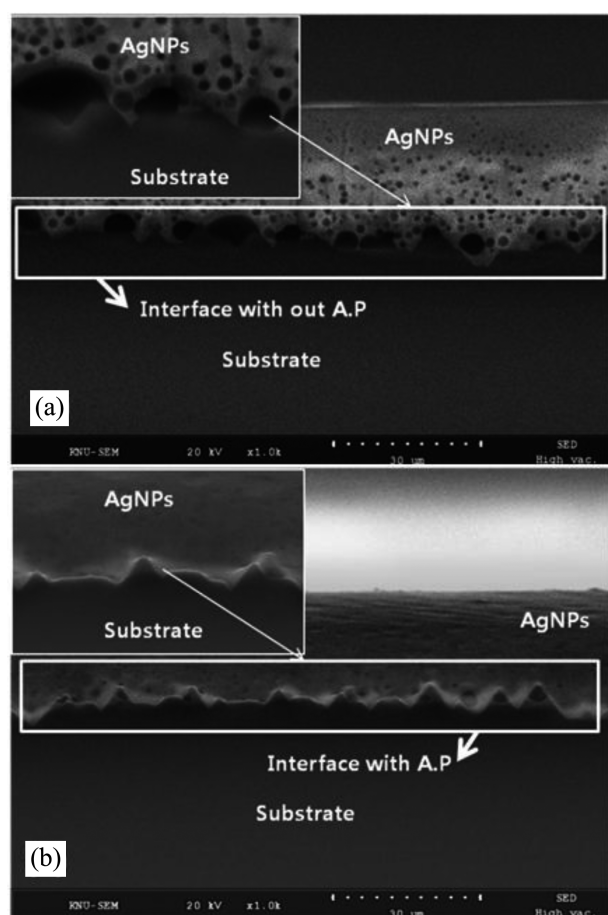 AgNPs
AgNPs
Substrate
Interface with out A.P
Substrate
(a)
KNU-SEM 20 kV x1.0k 30 um SED
High vac.
AgNPs
AgNPs
Substrate
Interface with A.P
Substrate
(b)
KNU-SEM 20 kV x1.0k 30 um SED
High vac.